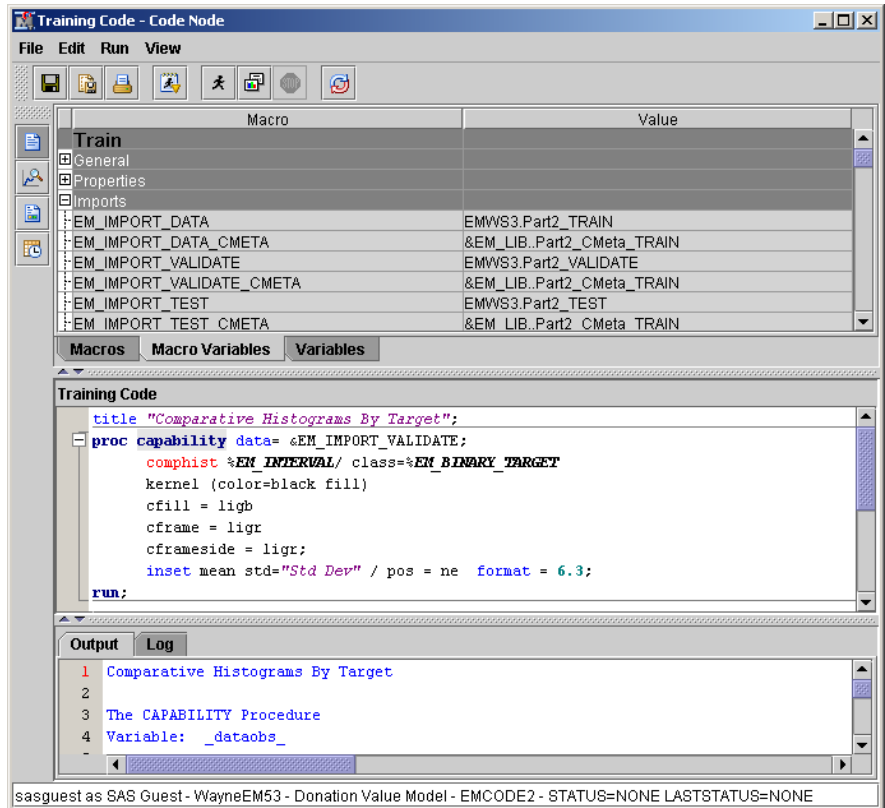 Training Code - Code Node
File Edit Run View
STOP
Macro Value
Train
General
Properties
Imports
EM_IMPORT_DATA EMWS3.Part2_TRAIN
EM_IMPORT_DATA_CMETA &EM_LIB..Part2_CMeta_TRAIN
EM_IMPORT_VALIDATE EMWS3.Part2_VALIDATE
EM_IMPORT_VALIDATE_CMETA &EM_LIB..Part2_CMeta_TRAIN
EM_IMPORT_TEST EMWS3.Part2_TEST
EM_IMPORT_TEST_CMETA &EM_LIB..Part2_CMeta_TRAIN
Macros Macro Variables Variables
Training Code
title "Comparative Histograms By Target";
proc capability data= &EM_IMPORT_VALIDATE;
comphist %EM_INTERVAL/ class=%EM_BINARY_TARGET
kernel (color=black fill)
cfill = ligb
cframe = ligr
cframeside = ligr;
inset mean std="Std Dev" / pos = ne format = 6.3;
run;
Output Log
1 Comparative Histograms By Target
2
3 The CAPABILITY Procedure
4 Variable: _dataobs_
sasguest as SAS Guest - WayneEM53 - Donation Value Model - EMCODE2 - STATUS=NONE LASTSTATUS=NONE